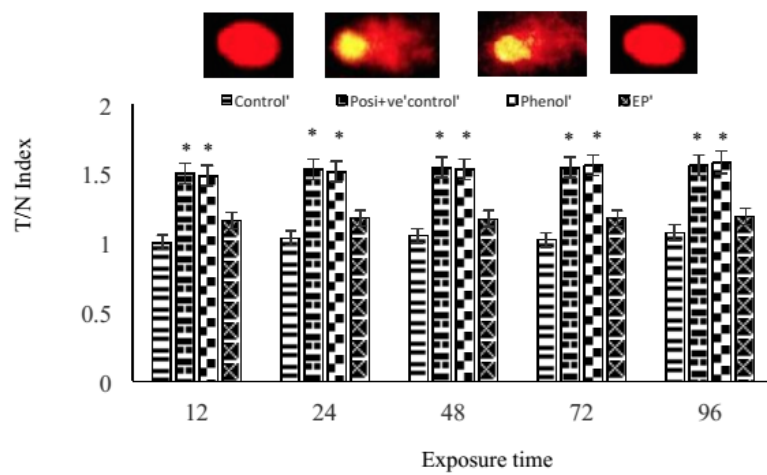 Control' Posi+ve'control' Phenol' EP'
2
* * * * * * * * * *
1.5
T/N Index
1
0.5
0
12 24 48 72 96
Exposure time